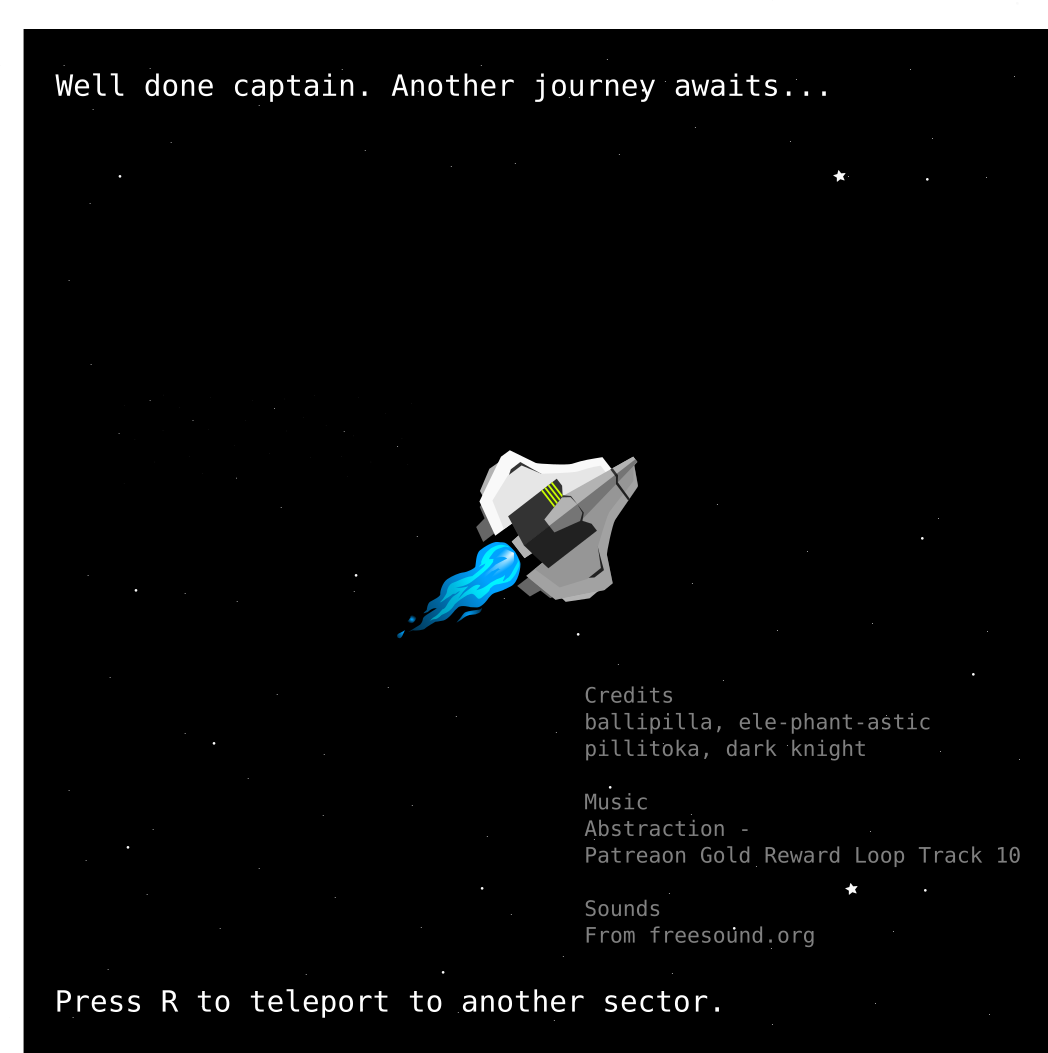 Well done captain. Another journey awaits...
Credits
ballipilla, ele-phant-astic
pillitoka, dark knight
Music
Abstraction -
Patreaon Gold Reward Loop Track 10
Sounds
From freesound.org
Press R to teleport to another sector.